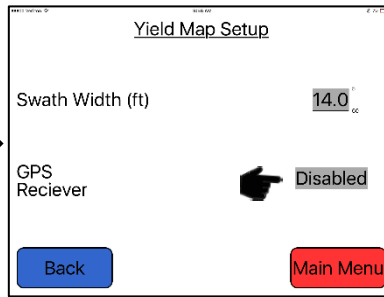 Yield Map Setup
Swath Width (ft)
14.0
GPS
Reciever
Disabled
Back
Main Menu